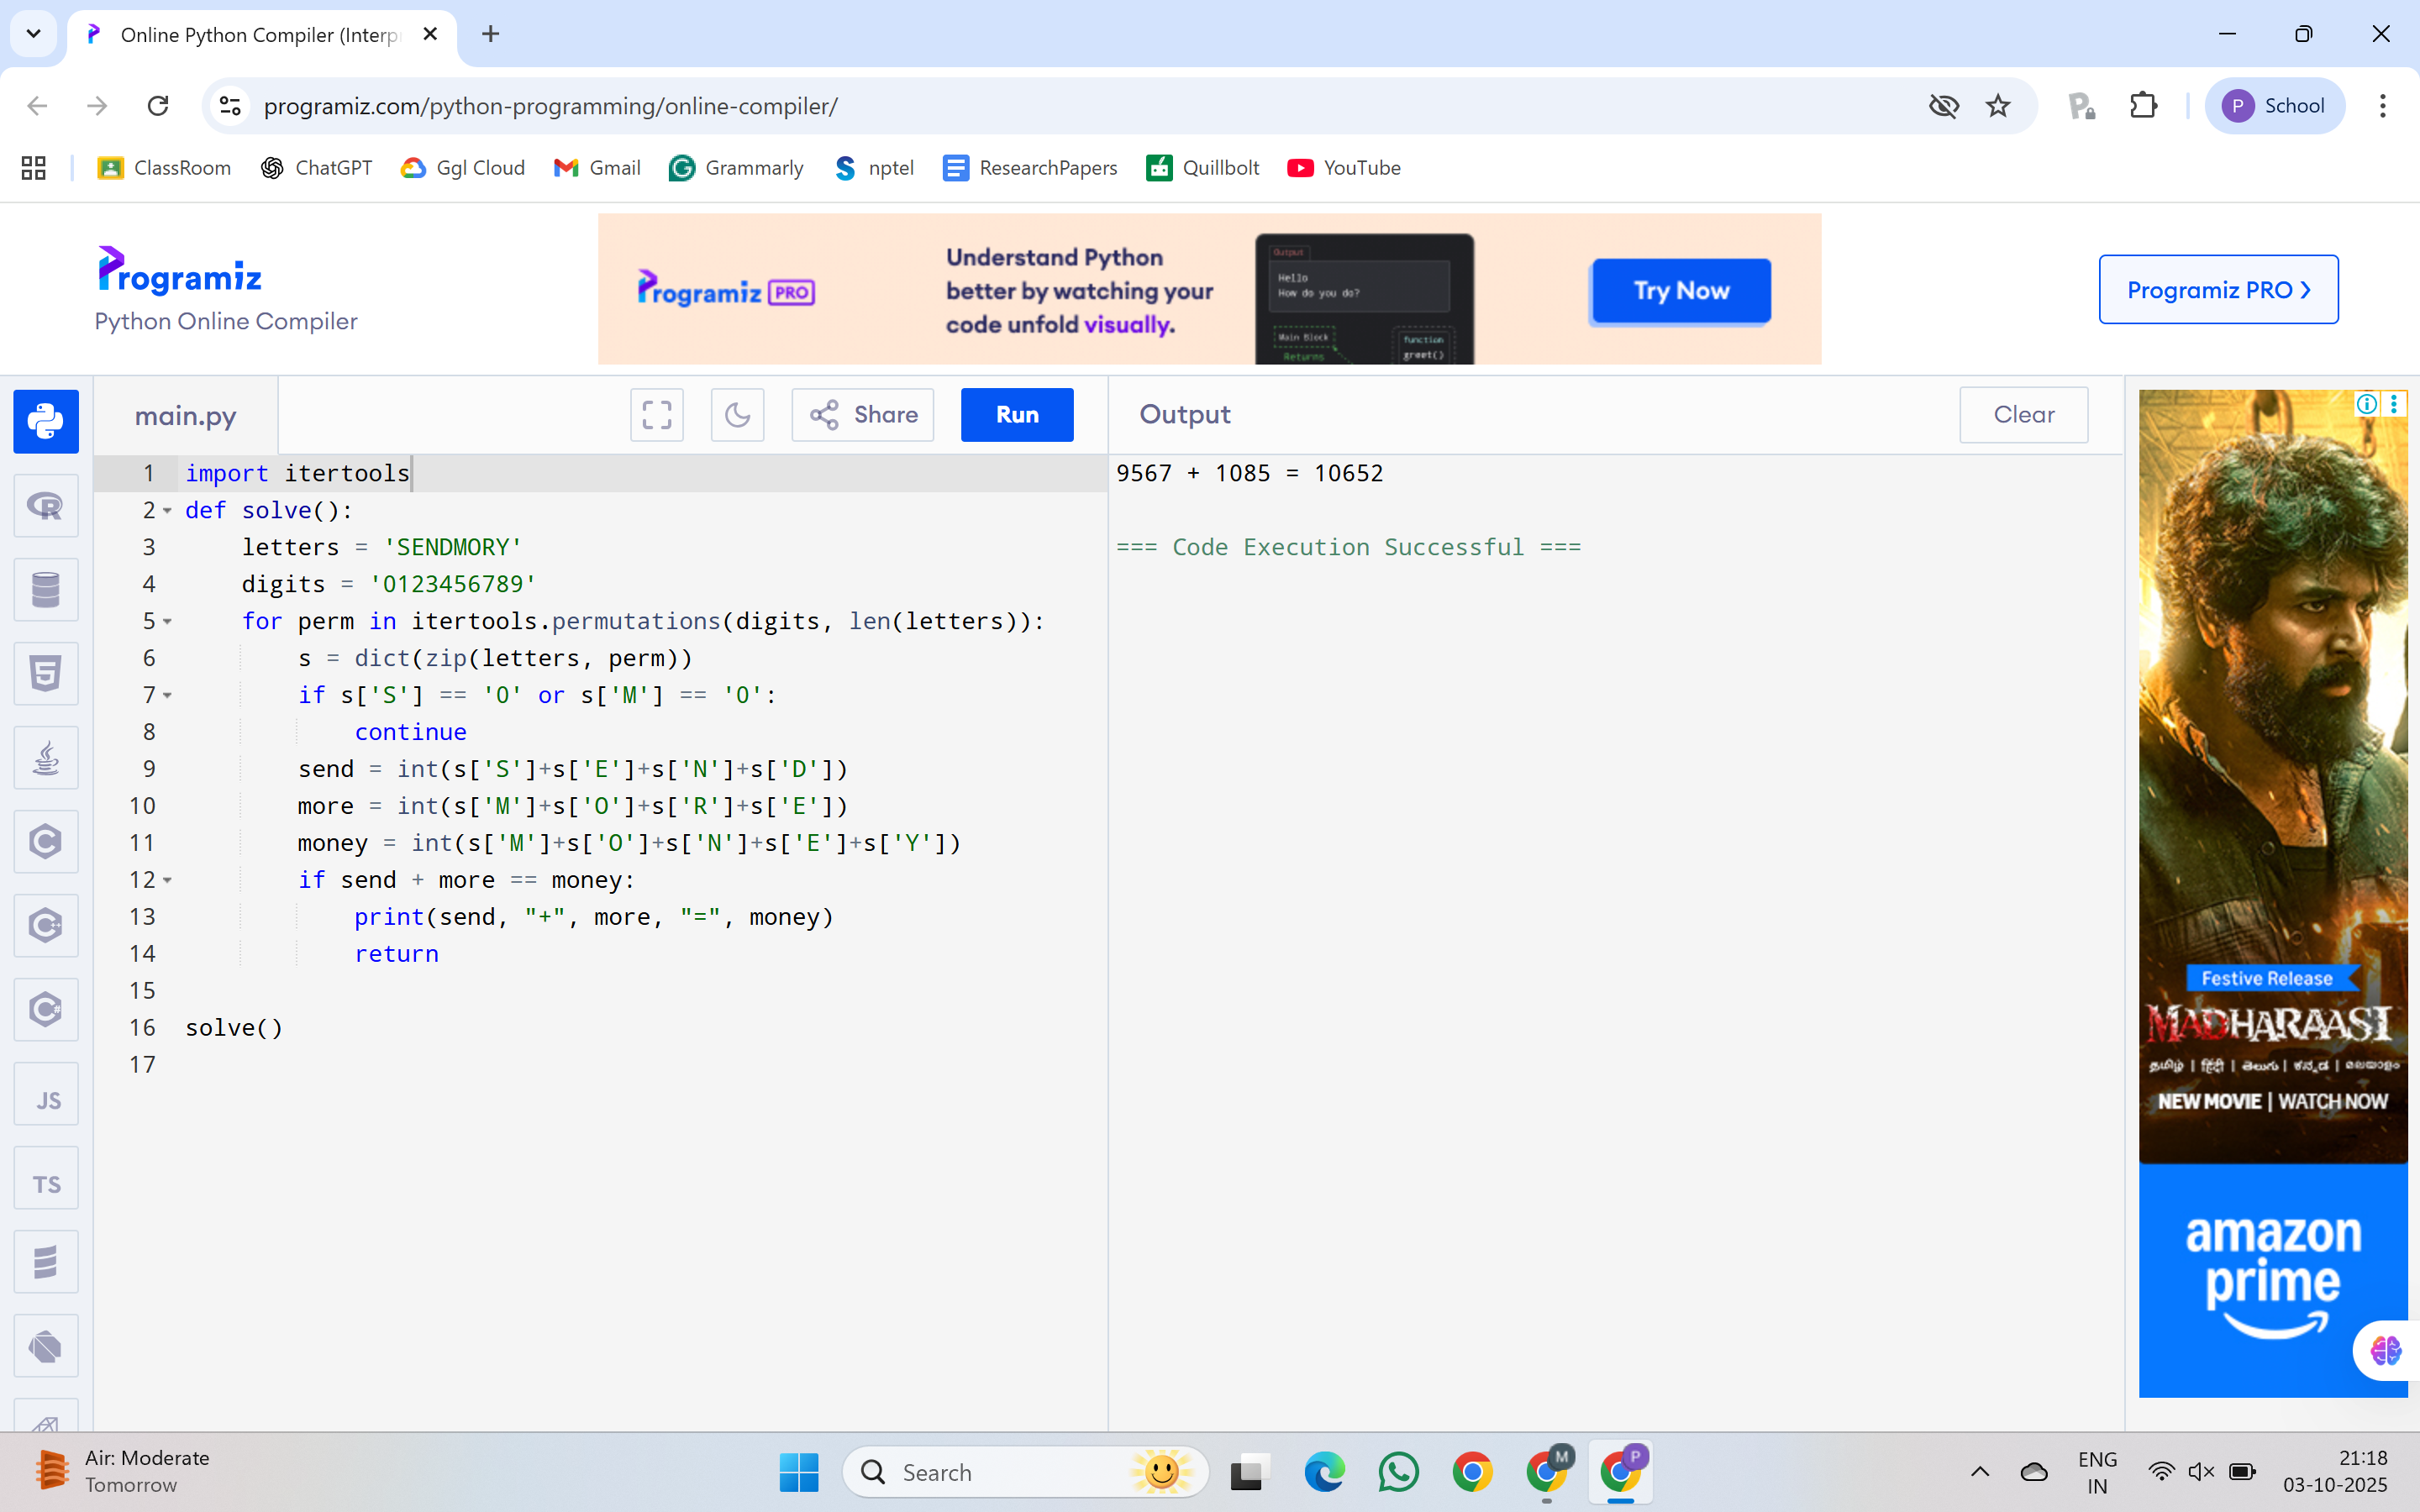 Online Python Compiler (Interp
programiz.com/python-programming/online-compiler/
P School
ClassRoom ChatGPT Ggl Cloud Gmail Grammarly nptel ResearchPapers Quillbolt YouTube
Programiz
Python Online Compiler
Programiz PRO
Understand Python
better by watching your
code unfold visually.
Output
Hello
How do you do?
Main Block
Returns
function
greet()
Try Now
Programiz PRO ❯
main.py
Share
Run
Output
Clear
1 import itertools
2 def solve():
3     letters = 'SENDMORY'
4     digits = '0123456789'
5     for perm in itertools.permutations(digits, len(letters)):
6         s = dict(zip(letters, perm))
7         if s['S'] == '0' or s['M'] == '0':
8             continue
9         send = int(s['S']+s['E']+s['N']+s['D'])
10         more = int(s['M']+s['O']+s['R']+s['E'])
11         money = int(s['M']+s['O']+s['N']+s['E']+s['Y'])
12         if send + more == money:
13             print(send, "+", more, "=", money)
14             return
15
16 solve()
17
9567 + 1085 = 10652
=== Code Execution Successful ===
JS
TS
Festive Release
MADHARAASI
தமிழ் | हिंदी | తెలుగు | ಕನ್ನಡ | മലയാളം
NEW MOVIE | WATCH NOW
amazon
prime
Air: Moderate
Tomorrow
Search
M
P
ENG
IN
21:18
03-10-2025